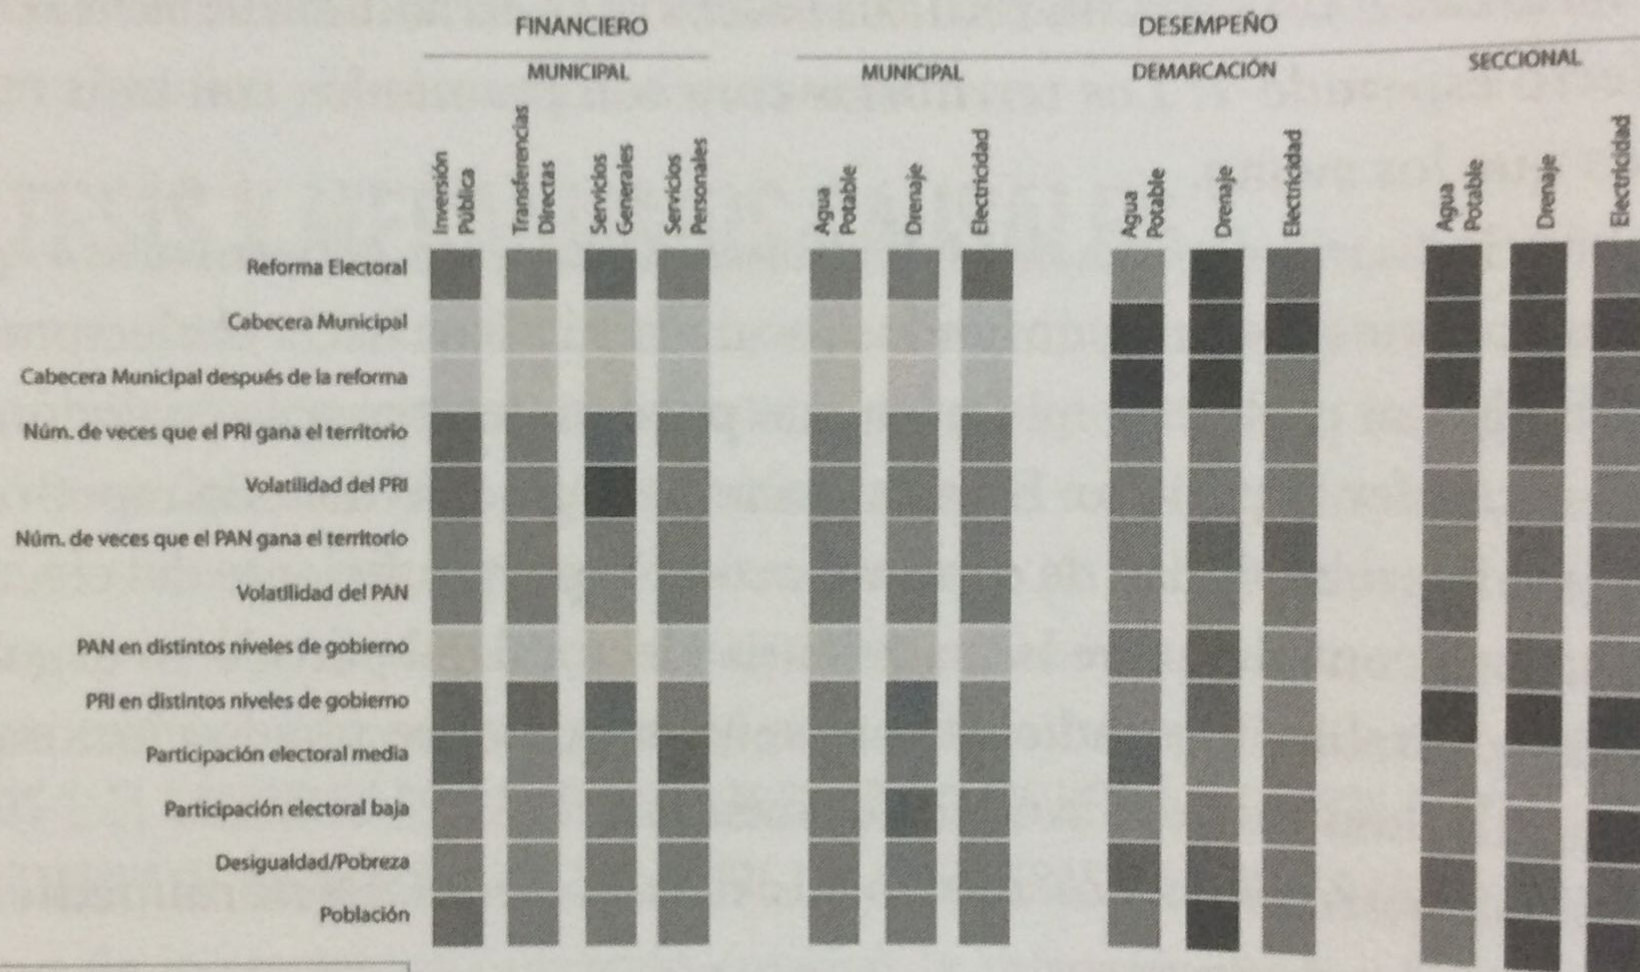 FINANCIERO
DESEMPEÑO
MUNICIPAL
MUNICIPAL
DEMARCACIÓN
SECCIONAL
Inversión
Pública
Transferencias
Directas
Servicios
Generales
Servicios
Personales
Agua
Potable
Drenaje
Electricidad
Agua
Potable
Drenaje
Electricidad
Agua
Potable
Drenaje
Electricidad
Reforma Electoral
Cabecera Municipal
Cabecera Municipal después de la reforma
Núm. de veces que el PRI gana el territorio
Volatilidad del PRI
Núm. de veces que el PAN gana el territorio
Volatilidad del PAN
PAN en distintos niveles de gobierno
PRI en distintos niveles de gobierno
Participación electoral media
Participación electoral baja
Desigualdad/Pobreza
Población